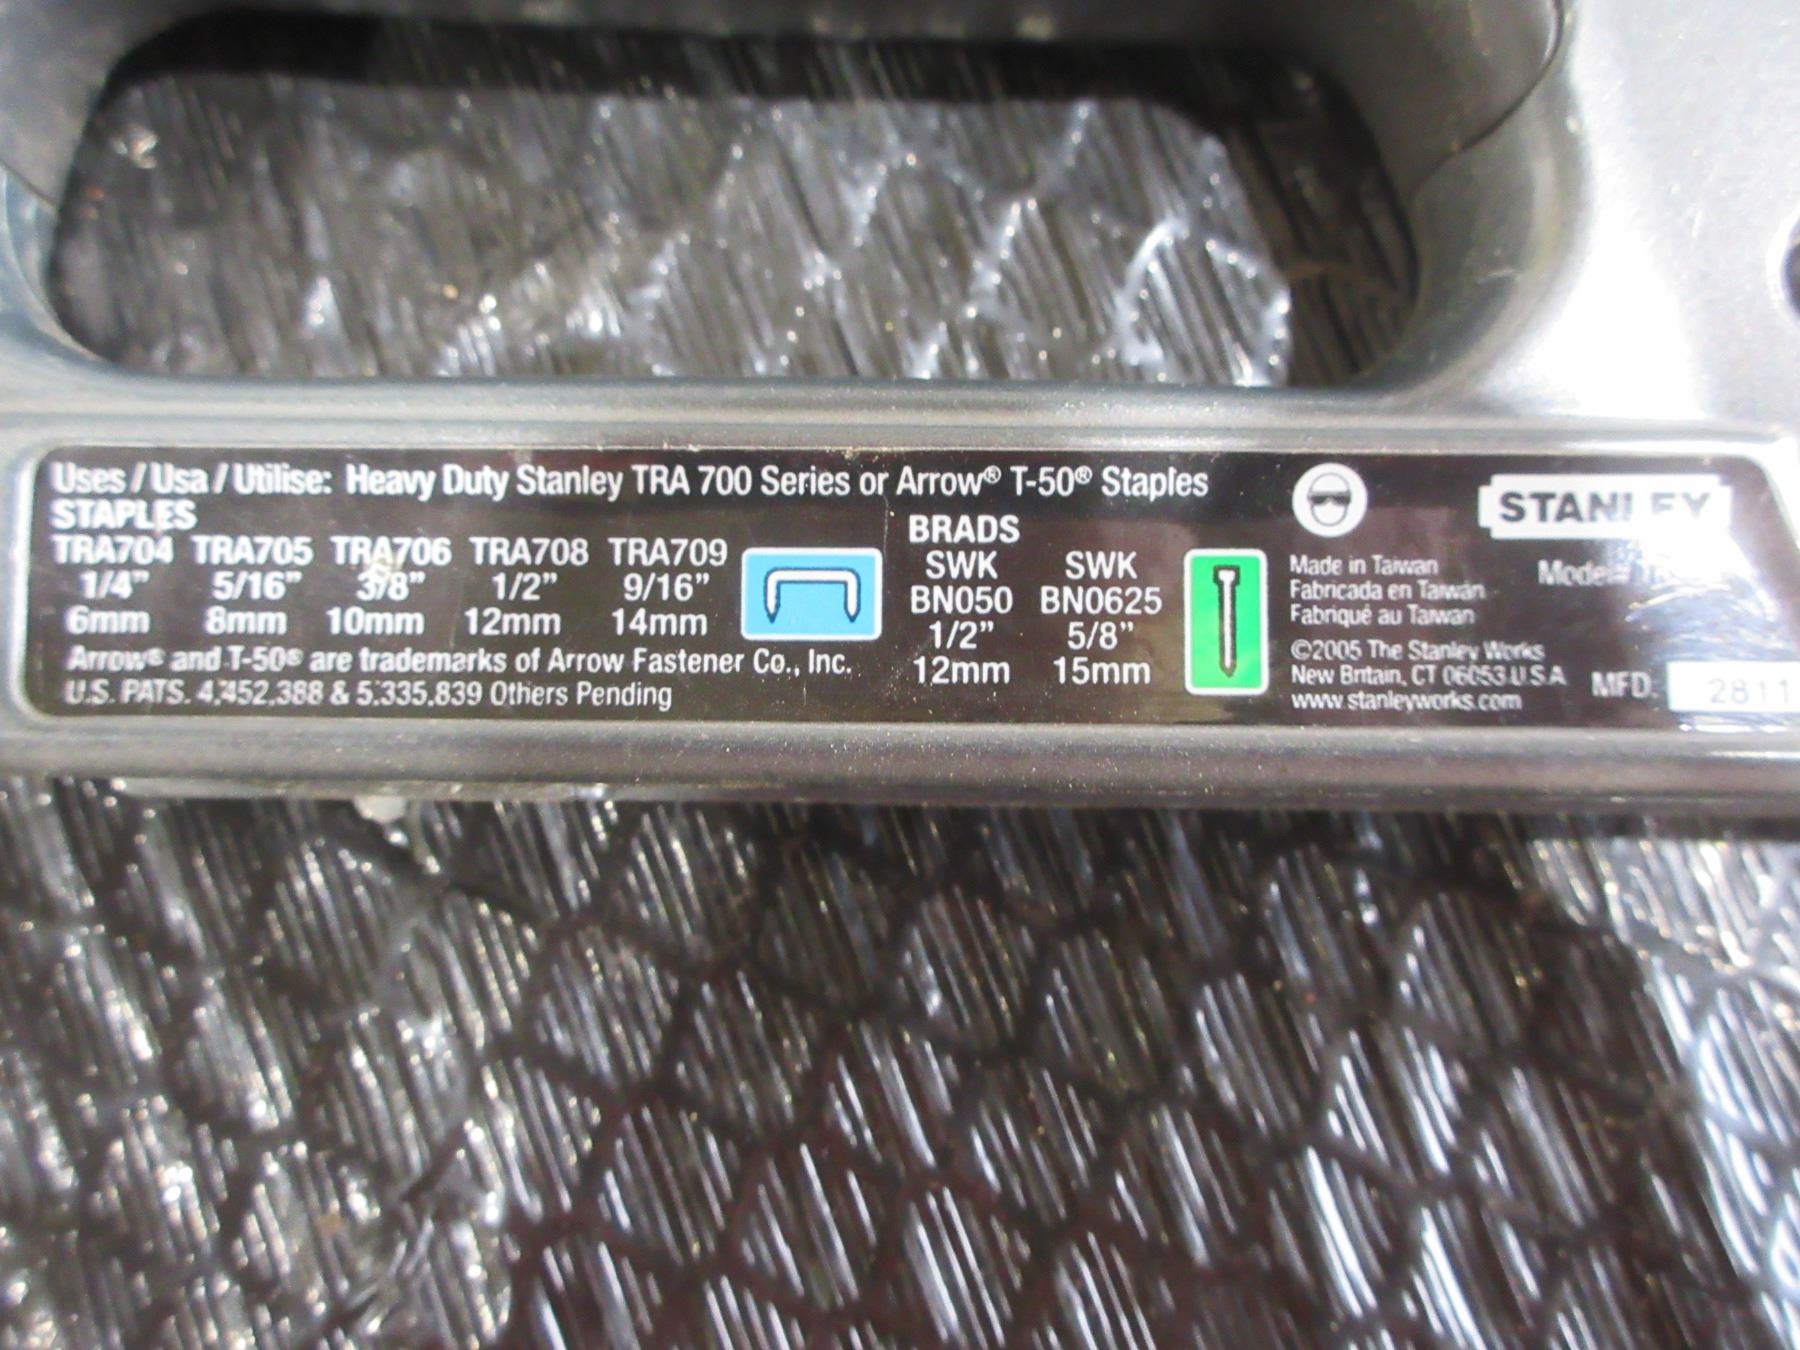 Uses / Usa / Utilise: Heavy Duty Stanley TRA 700 Series or Arrow® T-50® Staples
STAPLES
TRA704 TRA705 TRA706 TRA708 TRA709
1/4" 5/16" 3/8" 1/2" 9/16"
6mm 8mm 10mm 12mm 14mm
Arrow® and T-50® are trademarks of Arrow Fastener Co., Inc.
U.S. PATS. 4,452,388 & 5,335,839 Others Pending
BRADS
SWK SWK
BN050 BN0625
1/2" 5/8"
12mm 15mm
Made in Taiwan
Fabricada en Taiwan
Fabriqué au Taiwan
©2005 The Stanley Works
New Britain, CT 06053 U.S.A
www.stanleyworks.com
STANLEY
Model#
MFD. 2811